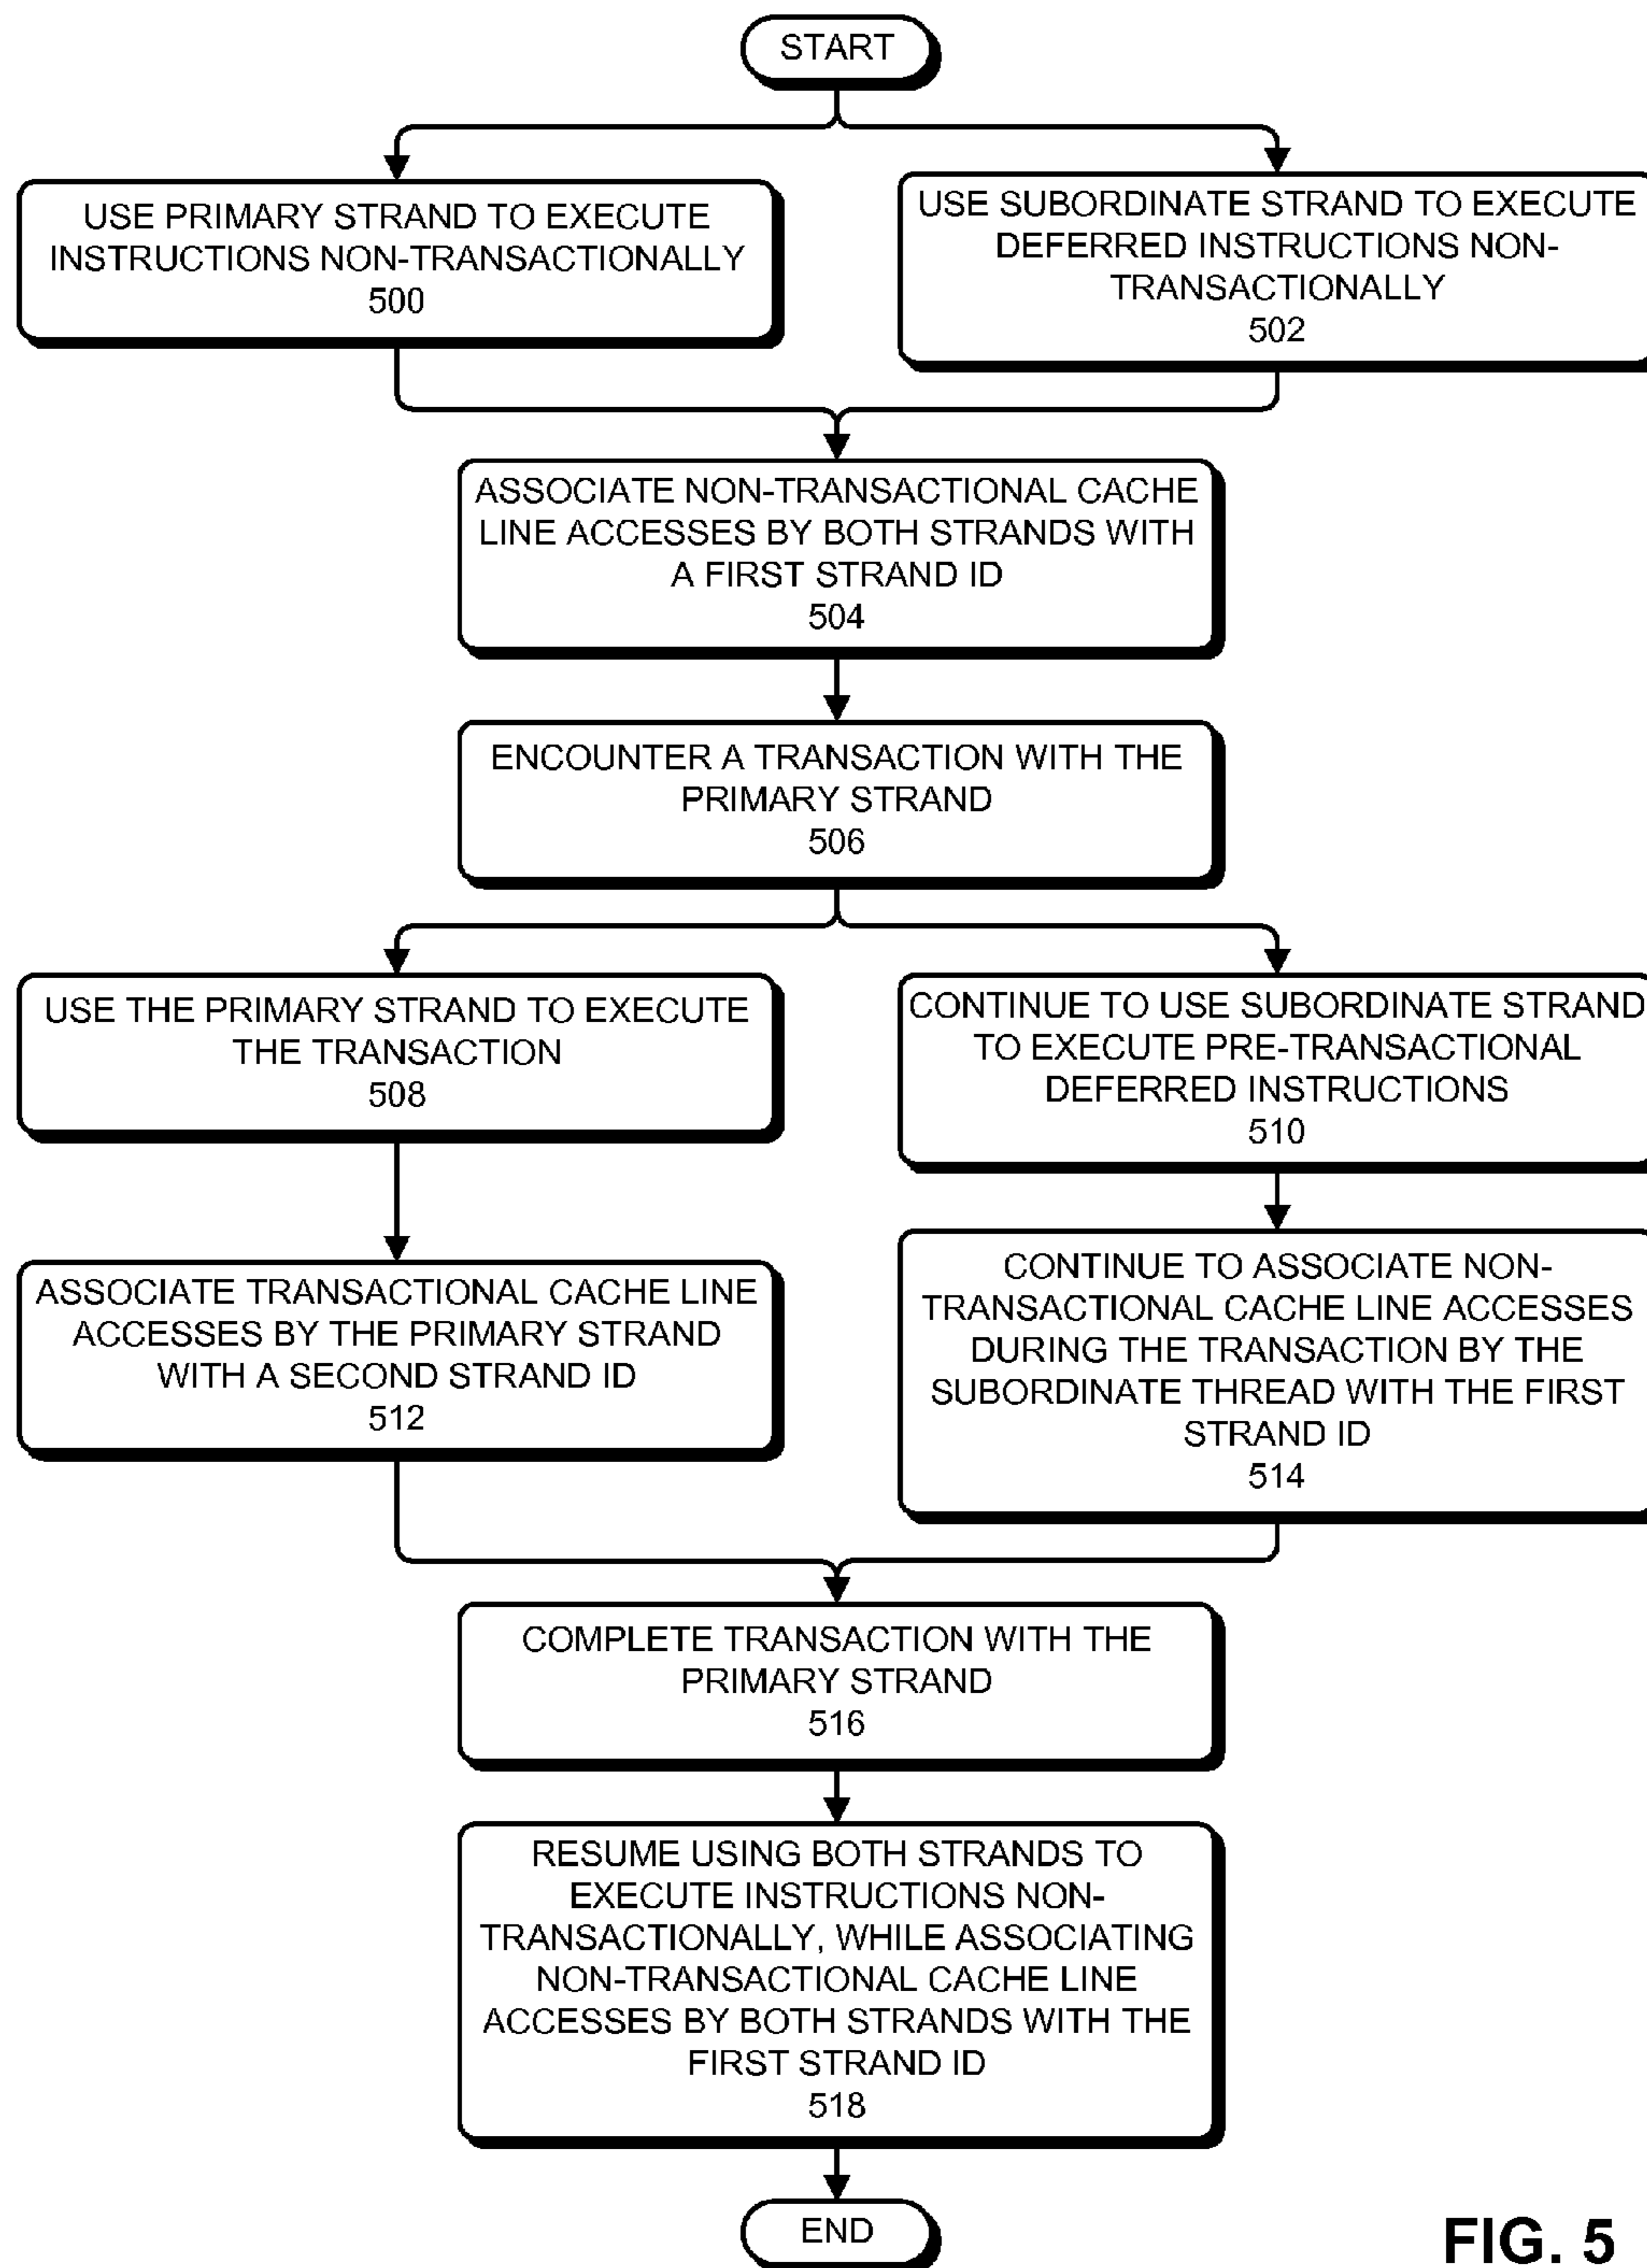 START
USE PRIMARY STRAND TO EXECUTE
INSTRUCTIONS NON-TRANSACTIONALLY
500
USE SUBORDINATE STRAND TO EXECUTE
DEFERRED INSTRUCTIONS NON-
TRANSACTIONALLY
502
ASSOCIATE NON-TRANSACTIONAL CACHE
LINE ACCESSES BY BOTH STRANDS WITH
A FIRST STRAND ID
504
ENCOUNTER A TRANSACTION WITH THE
PRIMARY STRAND
506
USE THE PRIMARY STRAND TO EXECUTE
THE TRANSACTION
508
CONTINUE TO USE SUBORDINATE STRAND
TO EXECUTE PRE-TRANSACTIONAL
DEFERRED INSTRUCTIONS
510
ASSOCIATE TRANSACTIONAL CACHE LINE
ACCESSES BY THE PRIMARY STRAND
WITH A SECOND STRAND ID
512
CONTINUE TO ASSOCIATE NON-
TRANSACTIONAL CACHE LINE ACCESSES
DURING THE TRANSACTION BY THE
SUBORDINATE THREAD WITH THE FIRST
STRAND ID
514
COMPLETE TRANSACTION WITH THE
PRIMARY STRAND
516
RESUME USING BOTH STRANDS TO
EXECUTE INSTRUCTIONS NON-
TRANSACTIONALLY, WHILE ASSOCIATING
NON-TRANSACTIONAL CACHE LINE
ACCESSES BY BOTH STRANDS WITH THE
FIRST STRAND ID
518
END
FIG. 5